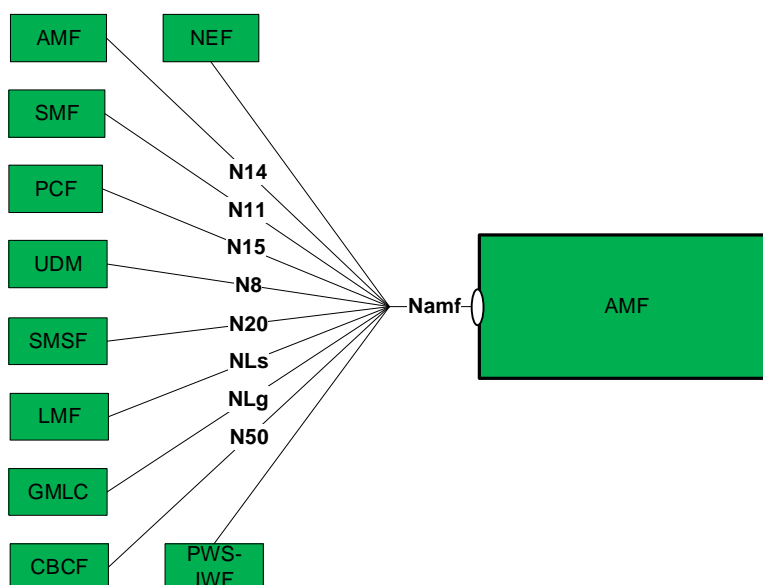 AMF
NEF
SMF
PCF
UDM
SMSF
LMF
GMLC
CBCF
PWS-
IWF
N14
N11
N15
N8
N20
NLs
NLg
N50
Namf
AMF